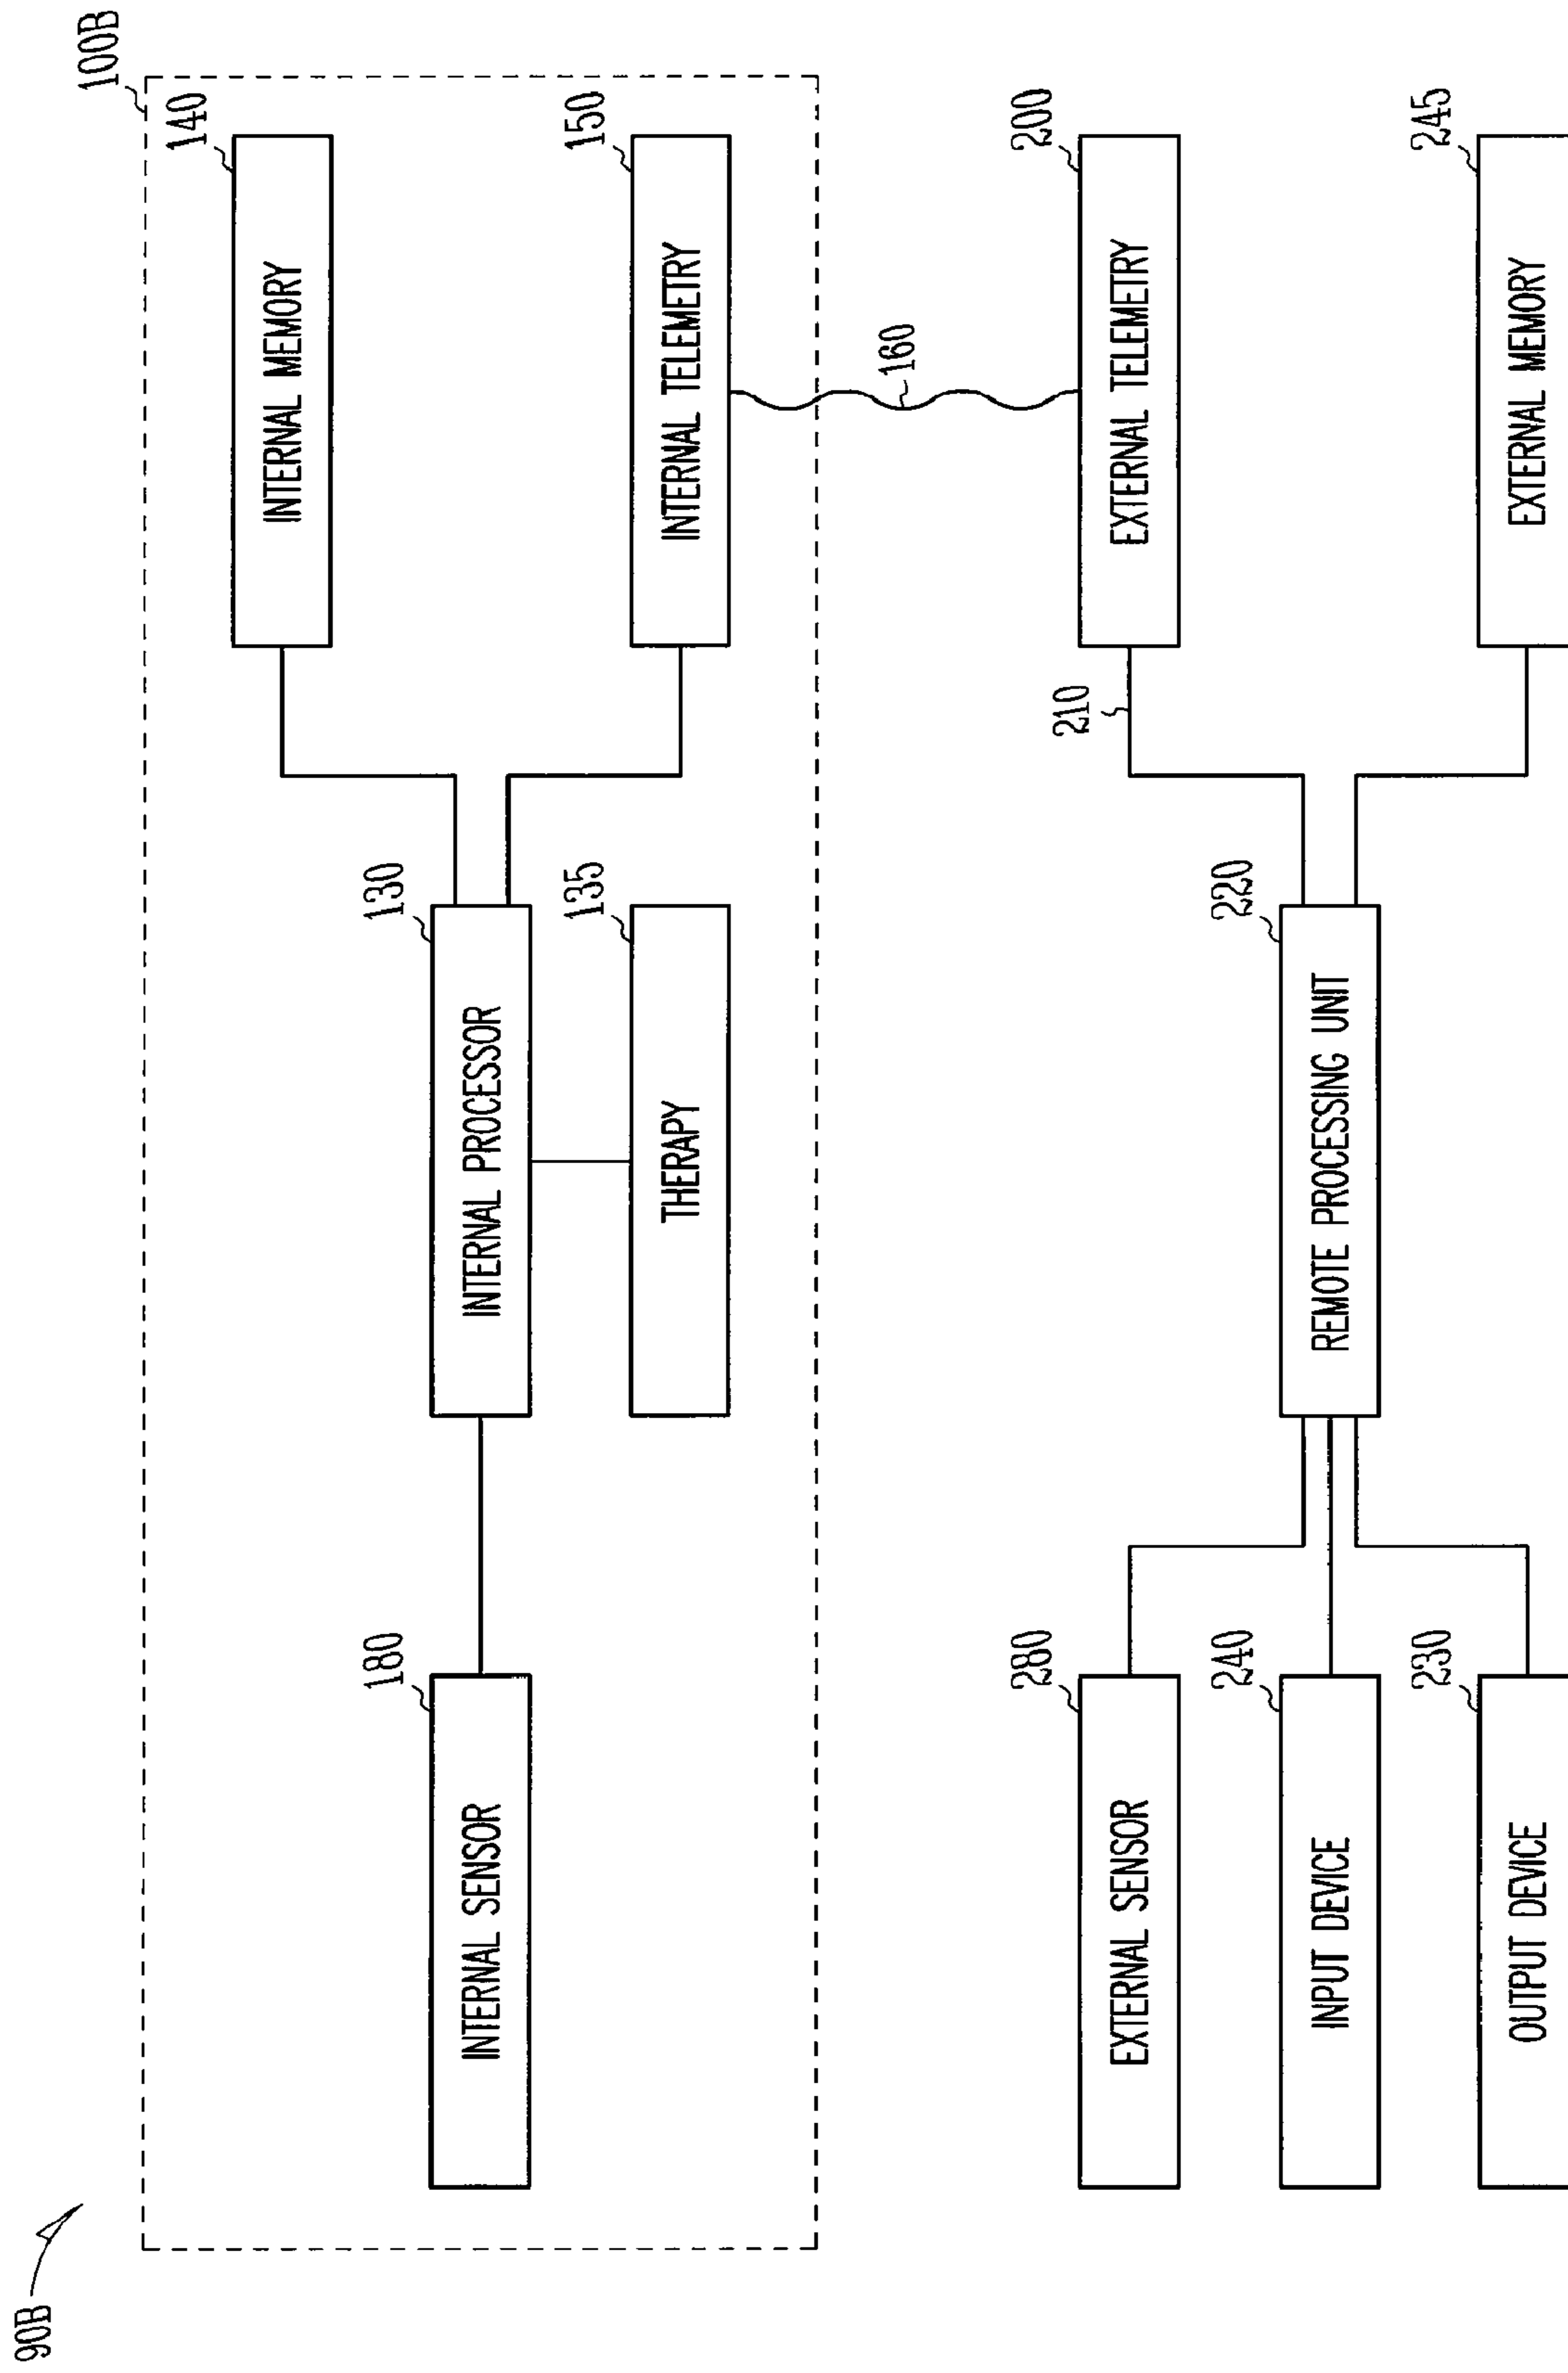 90B
100B
INTERNAL SENSOR
180
INTERNAL PROCESSOR
130
THERAPY
135
INTERNAL MEMORY
140
INTERNAL TELEMETRY
150
160
EXTERNAL SENSOR
280
INPUT DEVICE
240
OUTPUT DEVICE
230
REMOTE PROCESSING UNIT
220
210
EXTERNAL TELEMETRY
200
EXTERNAL MEMORY
245